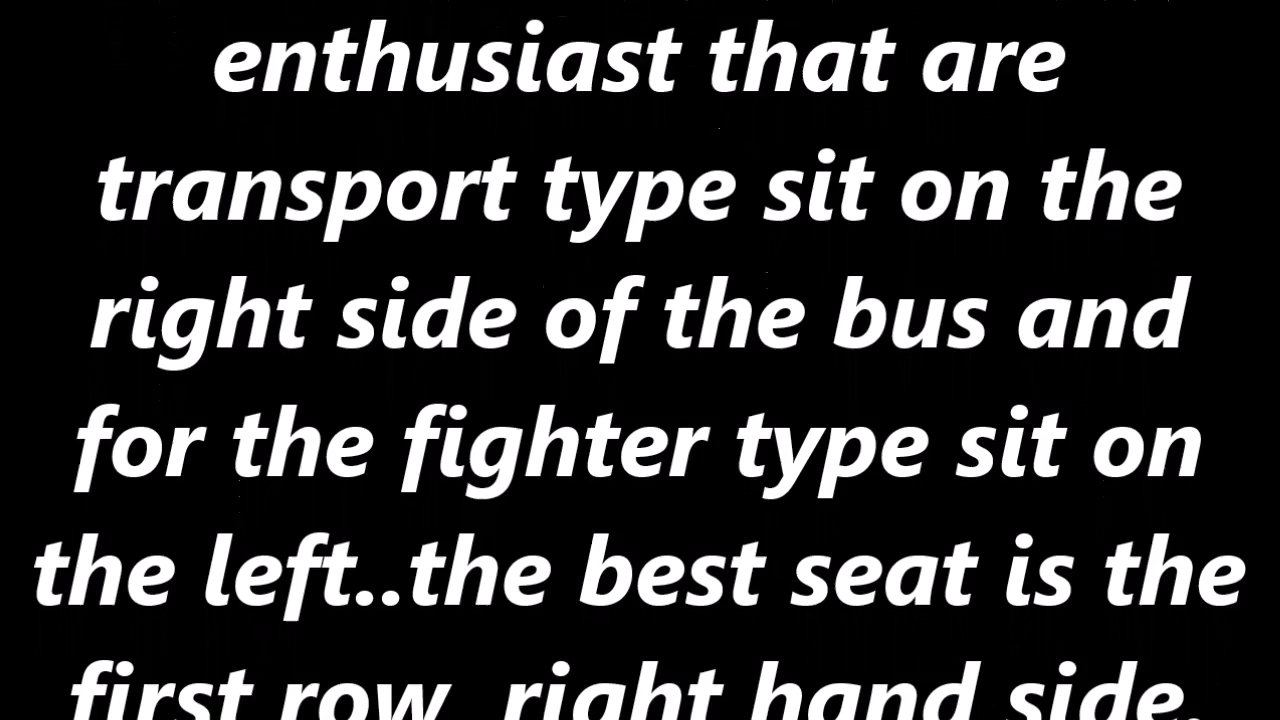 enthusiast that are
transport type sit on the
right side of the bus and
for the fighter type sit on
the left..the best seat is the
first row, right hand side.